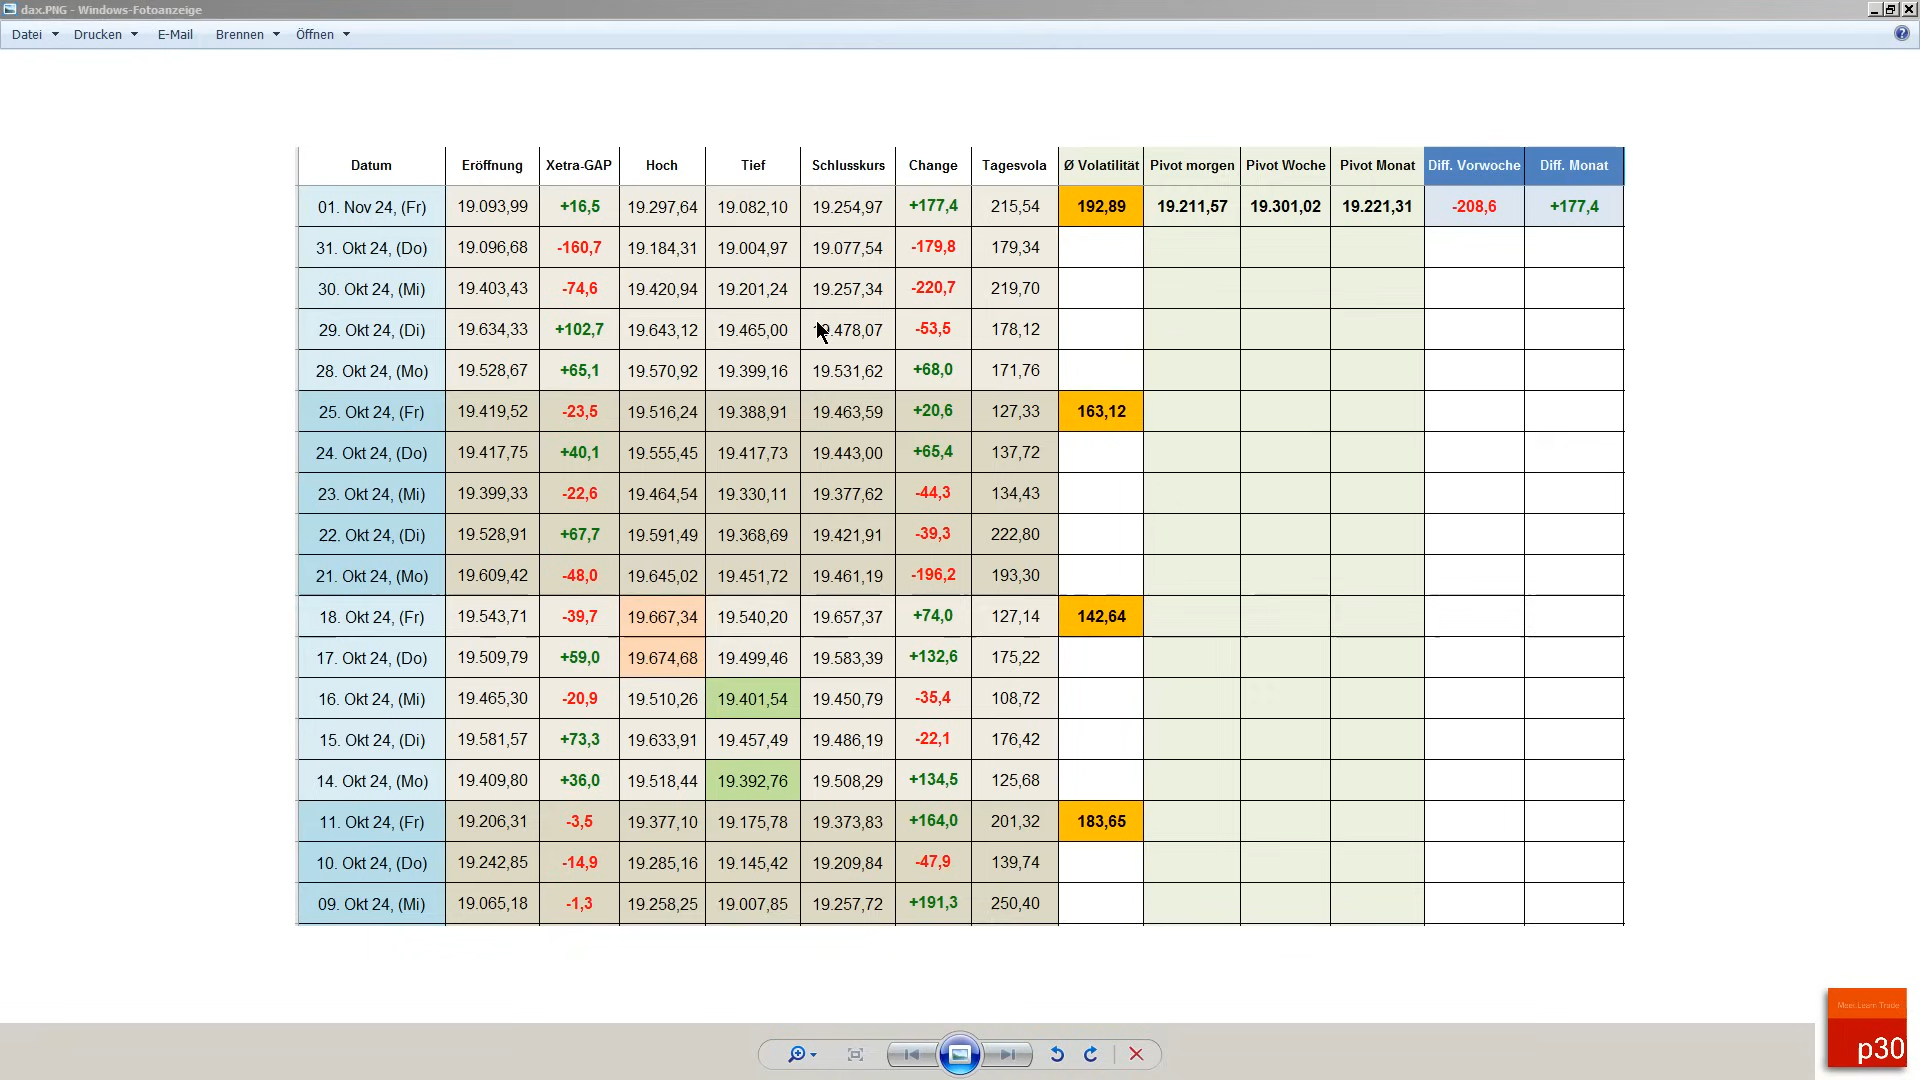 dax.PNG - Windows-Fotoanzeige
Datei Drucken E-Mail Brennen Öffnen
Datum Eröffnung Xetra-GAP Hoch Tief Schlusskurs Change Tagesvola Ø Volatilität Pivot morgen Pivot Woche Pivot Monat Diff. Vorwoche Diff. Monat
01. Nov 24, (Fr) 19.093,99 +16,5 19.297,64 19.082,10 19.254,97 +177,4 215,54 192,89 19.211,57 19.301,02 19.221,31 -208,6 +177,4
31. Okt 24, (Do) 19.096,68 -160,7 19.184,31 19.004,97 19.077,54 -179,8 179,34
30. Okt 24, (Mi) 19.403,43 -74,6 19.420,94 19.201,24 19.257,34 -220,7 219,70
29. Okt 24, (Di) 19.634,33 +102,7 19.643,12 19.465,00 19.478,07 -53,5 178,12
28. Okt 24, (Mo) 19.528,67 +65,1 19.570,92 19.399,16 19.531,62 +68,0 171,76
25. Okt 24, (Fr) 19.419,52 -23,5 19.516,24 19.388,91 19.463,59 +20,6 127,33 163,12
24. Okt 24, (Do) 19.417,75 +40,1 19.555,45 19.417,73 19.443,00 +65,4 137,72
23. Okt 24, (Mi) 19.399,33 -22,6 19.464,54 19.330,11 19.377,62 -44,3 134,43
22. Okt 24, (Di) 19.528,91 +67,7 19.591,49 19.368,69 19.421,91 -39,3 222,80
21. Okt 24, (Mo) 19.609,42 -48,0 19.645,02 19.451,72 19.461,19 -196,2 193,30
18. Okt 24, (Fr) 19.543,71 -39,7 19.667,34 19.540,20 19.657,37 +74,0 127,14 142,64
17. Okt 24, (Do) 19.509,79 +59,0 19.674,68 19.499,46 19.583,39 +132,6 175,22
16. Okt 24, (Mi) 19.465,30 -20,9 19.510,26 19.401,54 19.450,79 -35,4 108,72
15. Okt 24, (Di) 19.581,57 +73,3 19.633,91 19.457,49 19.486,19 -22,1 176,42
14. Okt 24, (Mo) 19.409,80 +36,0 19.518,44 19.392,76 19.508,29 +134,5 125,68
11. Okt 24, (Fr) 19.206,31 -3,5 19.377,10 19.175,78 19.373,83 +164,0 201,32 183,65
10. Okt 24, (Do) 19.242,85 -14,9 19.285,16 19.145,42 19.209,84 -47,9 139,74
09. Okt 24, (Mi) 19.065,18 -1,3 19.258,25 19.007,85 19.257,72 +191,3 250,40
Meet Learn Trade
p30